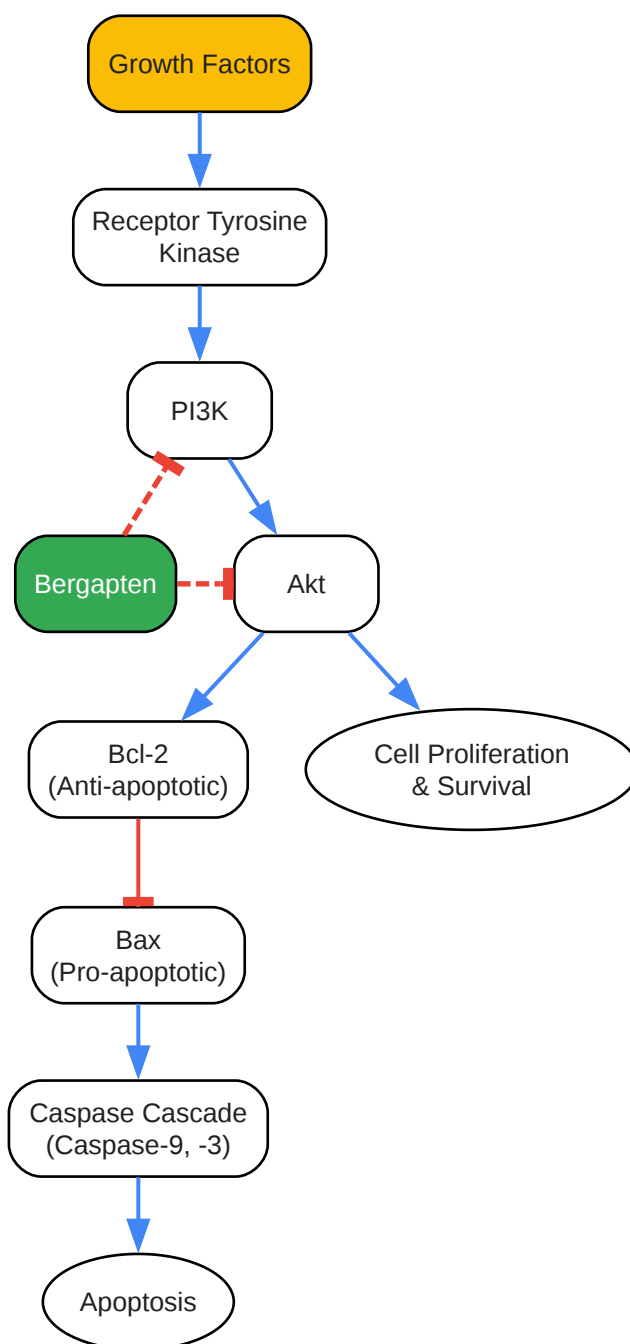 Growth Factors
Receptor Tyrosine
Kinase
PI3K
Bergapten
Akt
Bcl-2
(Anti-apoptotic)
Cell Proliferation
& Survival
Bax
(Pro-apoptotic)
Caspase Cascade
(Caspase-9, -3)
Apoptosis